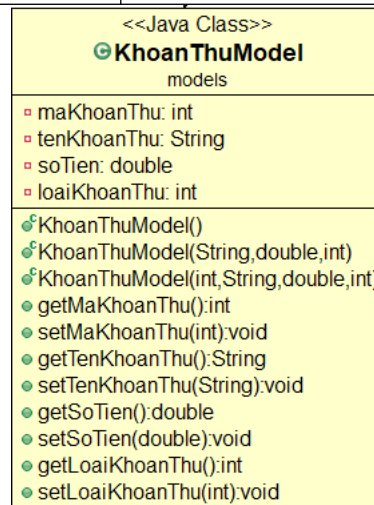 <<Java Class>>
KhoanThuModel
models
maKhoanThu: int
tenKhoanThu: String
soTien: double
loaiKhoanThu: int
KhoanThuModel()
KhoanThuModel(String,double,int)
KhoanThuModel(int,String,double,int)
getMaKhoanThu():int
setMaKhoanThu(int):void
getTenKhoanThu():String
setTenKhoanThu(String):void
getSoTien():double
setSoTien(double):void
getLoaiKhoanThu():int
setLoaiKhoanThu(int):void